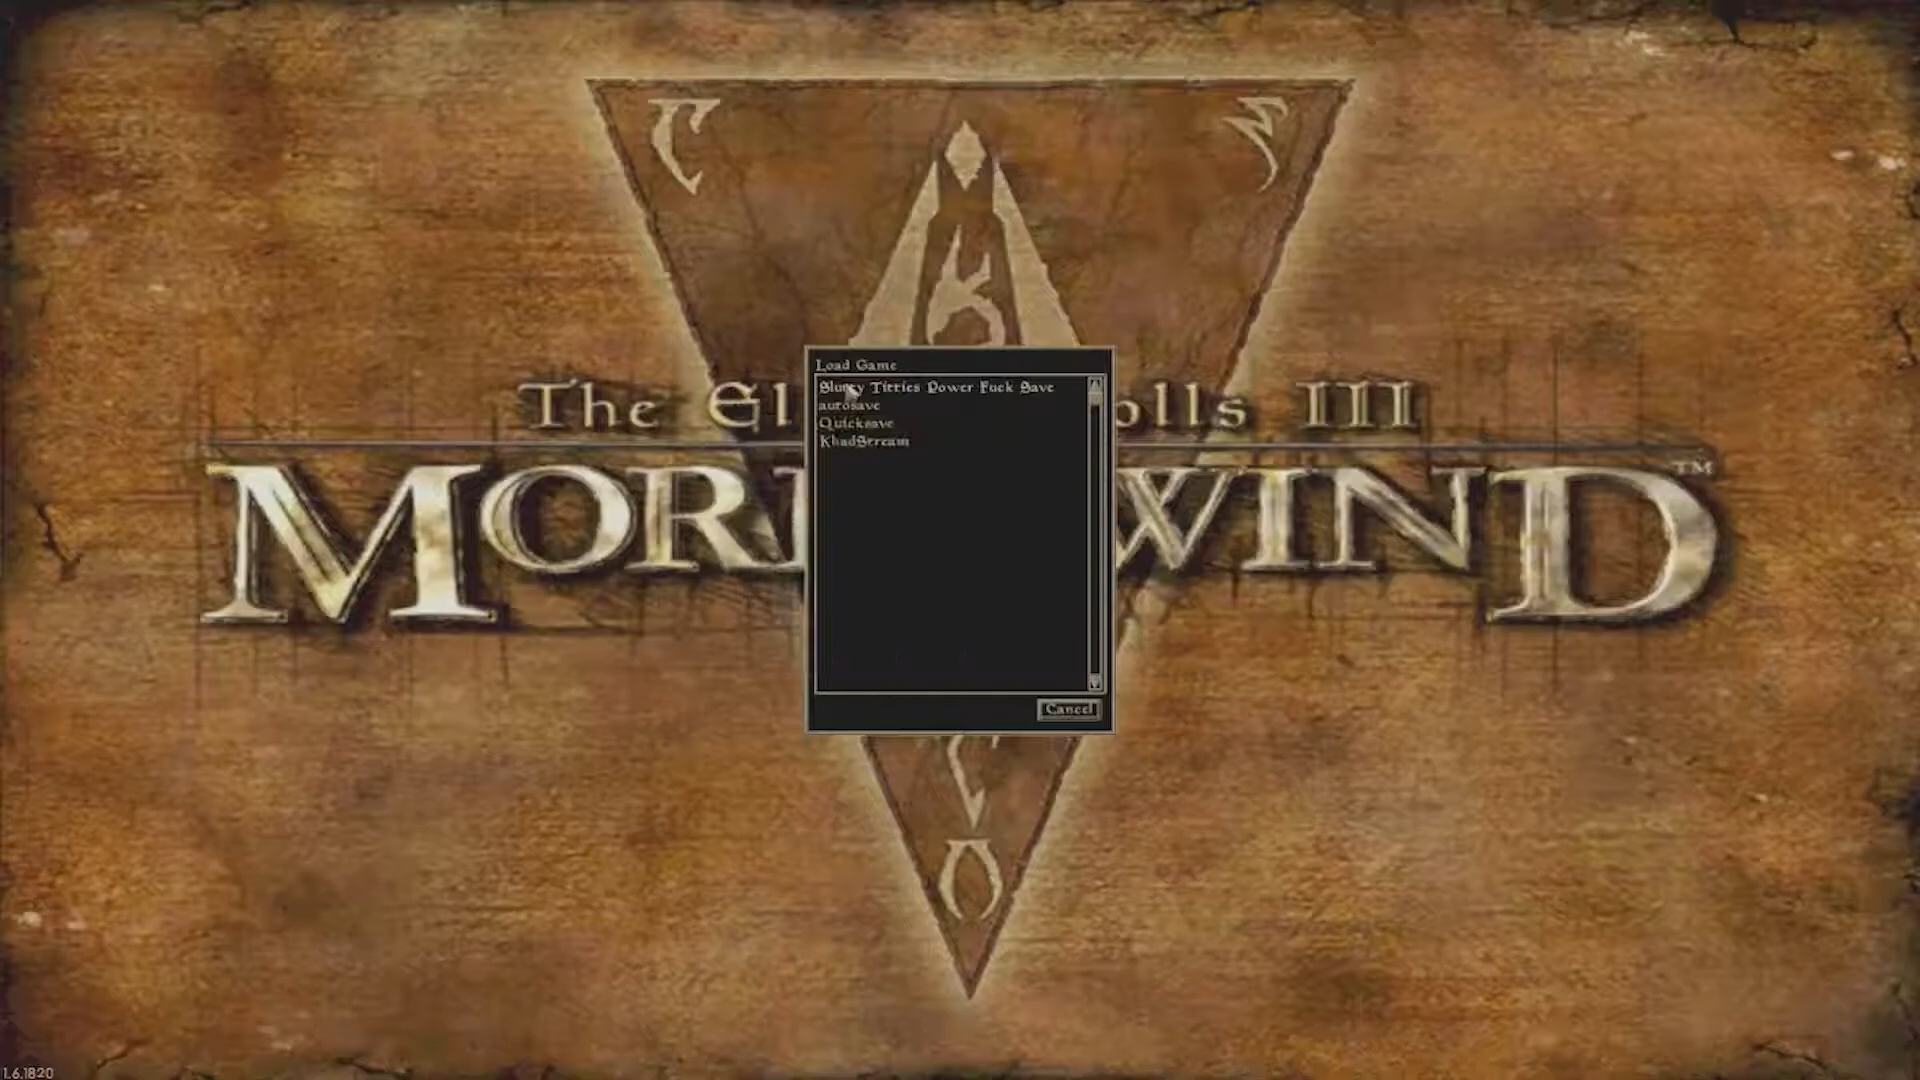 The El olls III
MOR WIND™
Load Game
Slutty Titties Power Fuck Save
autosave
Quicksave
KhadStream
Cancel
1.6.1820